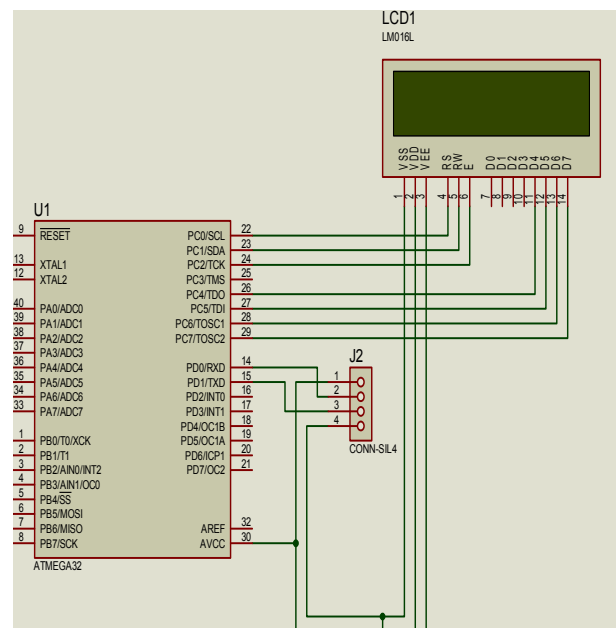 LCD1
LM016L
VSS VDD VEE RS RW E D0 D1 D2 D3 D4 D5 D6 D7
1 2 3 4 5 6 7 8 9 10 11 12 13 14
U1
9 RESET PC0/SCL 22
PC1/SDA 23
13 XTAL1 PC2/TCK 24
12 XTAL2 PC3/TMS 25
PC4/TDO 26
40 PA0/ADC0 PC5/TDI 27
39 PA1/ADC1 PC6/TOSC1 28
38 PA2/ADC2 PC7/TOSC2 29
37 PA3/ADC3
36 PA4/ADC4 PD0/RXD 14
35 PA5/ADC5 PD1/TXD 15
34 PA6/ADC6 PD2/INT0 16
33 PA7/ADC7 PD3/INT1 17
PD4/OC1B 18
1 PB0/T0/XCK PD5/OC1A 19
2 PB1/T1 PD6/ICP1 20
3 PB2/AIN0/INT2 PD7/OC2 21
4 PB3/AIN1/OC0
5 PB4/SS
6 PB5/MOSI
7 PB6/MISO AREF 32
8 PB7/SCK AVCC 30
ATMEGA32
J2
1
2
3
4
CONN-SIL4